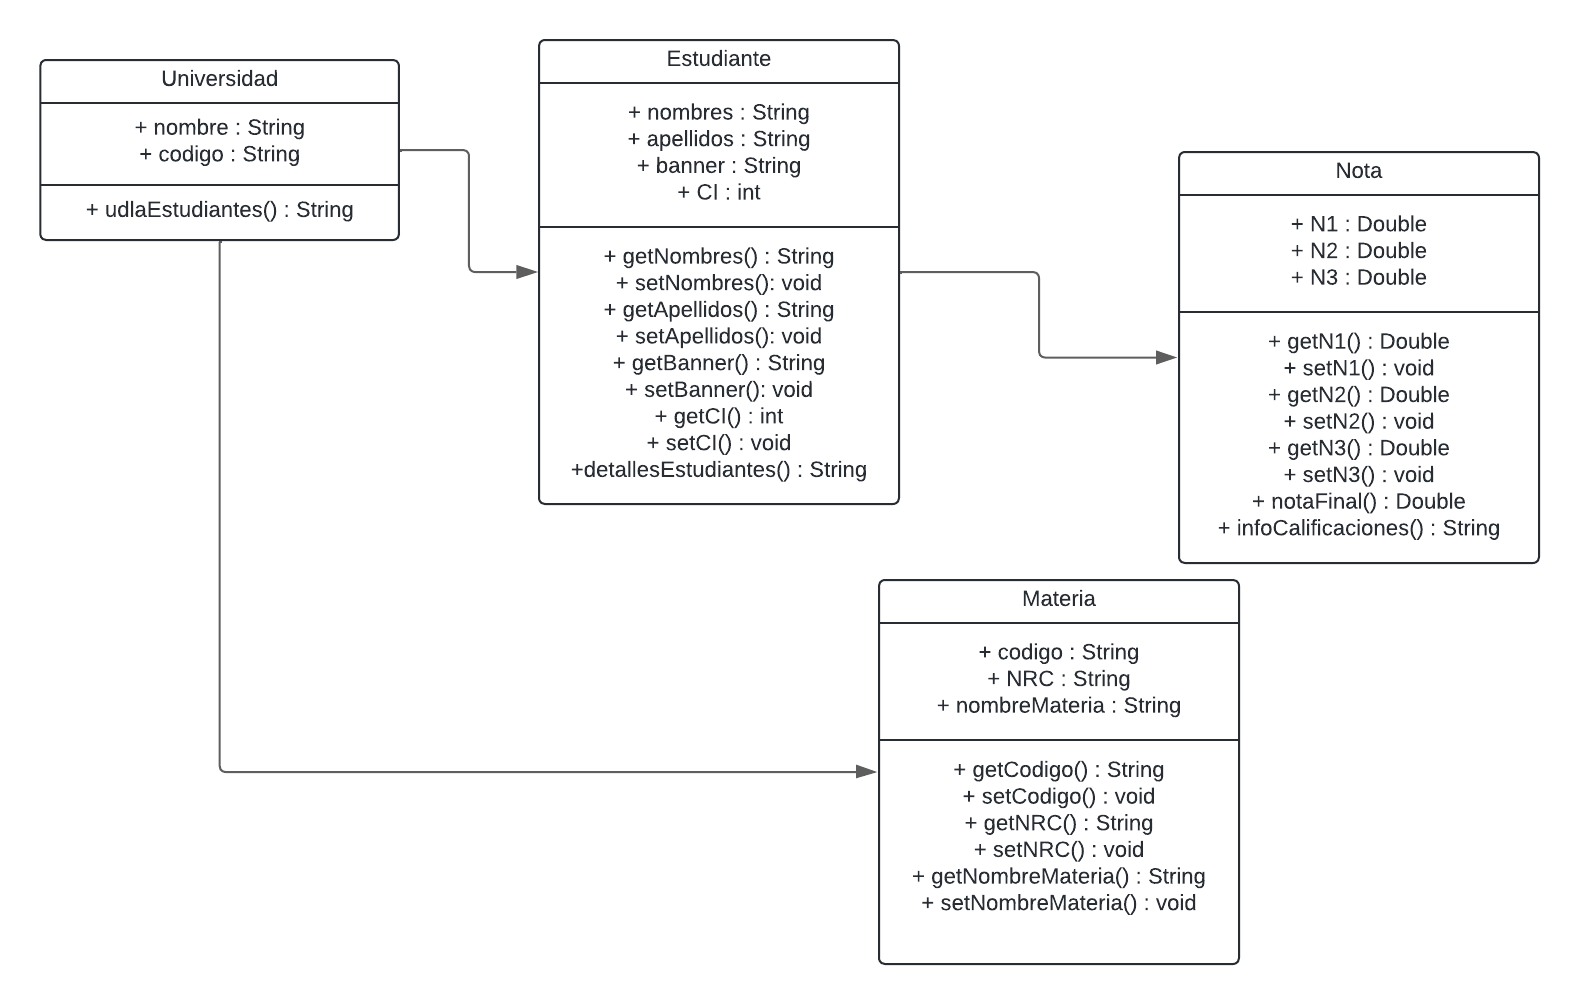 Universidad
+ nombre : String
+ codigo : String
+ udlaEstudiantes() : String
Estudiante
+ nombres : String
+ apellidos : String
+ banner : String
+ CI : int
+ getNombres() : String
+ setNombres(): void
+ getApellidos() : String
+ setApellidos(): void
+ getBanner() : String
+ setBanner(): void
+ getCI() : int
+ setCI() : void
+detallesEstudiantes() : String
Nota
+ N1 : Double
+ N2 : Double
+ N3 : Double
+ getN1() : Double
+ setN1() : void
+ getN2() : Double
+ setN2() : void
+ getN3() : Double
+ setN3() : void
+ notaFinal() : Double
+ infoCalificaciones() : String
Materia
+ codigo : String
+ NRC : String
+ nombreMateria : String
+ getCodigo() : String
+ setCodigo() : void
+ getNRC() : String
+ setNRC() : void
+ getNombreMateria() : String
+ setNombreMateria() : void